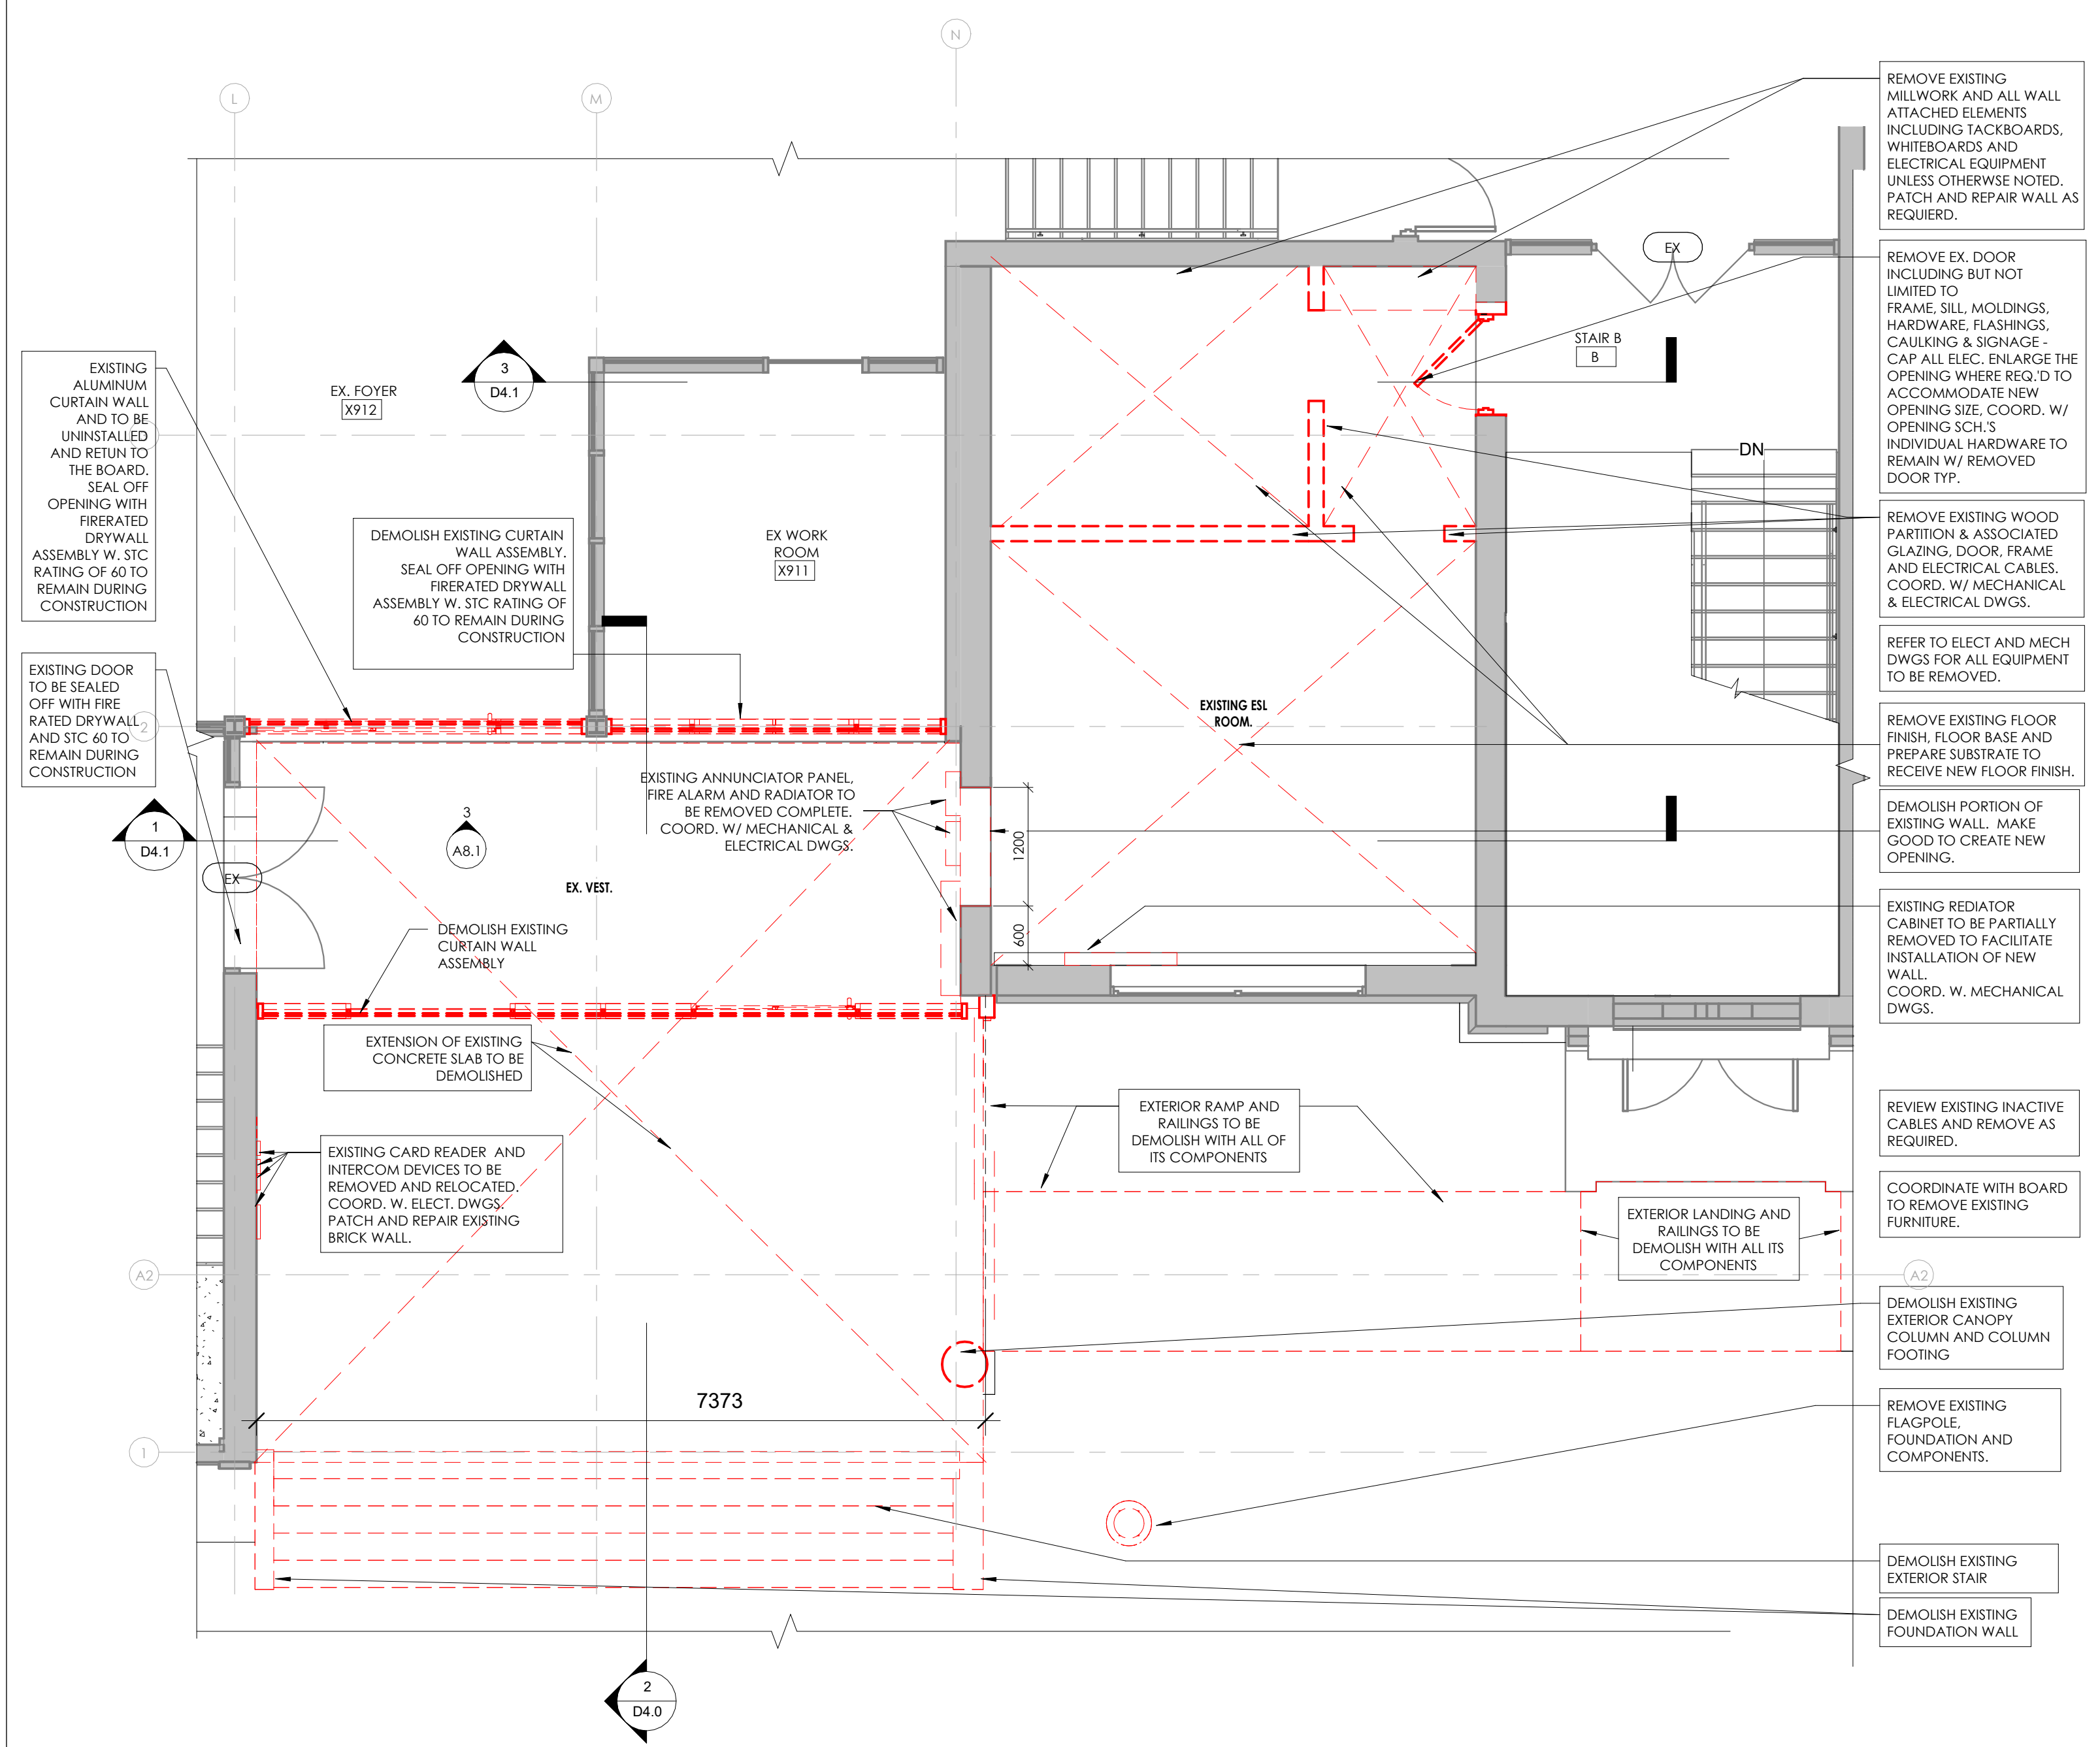 N
L
M
REMOVE EXISTING
MILLWORK AND ALL WALL
ATTACHED ELEMENTS
INCLUDING TACKBOARDS,
WHITEBOARDS AND
ELECTRICAL EQUIPMENT
UNLESS OTHERWSE NOTED.
PATCH AND REPAIR WALL AS
REQUIERD.
EX
REMOVE EX. DOOR
INCLUDING BUT NOT
LIMITED TO
FRAME, SILL, MOLDINGS,
HARDWARE, FLASHINGS,
CAULKING & SIGNAGE -
CAP ALL ELEC. ENLARGE THE
OPENING WHERE REQ.'D TO
ACCOMMODATE NEW
OPENING SIZE, COORD. W/
OPENING SCH.'S
INDIVIDUAL HARDWARE TO
REMAIN W/ REMOVED
DOOR TYP.
STAIR B
B
EXISTING
ALUMINUM
CURTAIN WALL
AND TO BE
UNINSTALLED
AND RETUN TO
THE BOARD.
SEAL OFF
OPENING WITH
FIRERATED
DRYWALL
ASSEMBLY W. STC
RATING OF 60 TO
REMAIN DURING
CONSTRUCTION
EX. FOYER
X912
3
D4.1
DN
DEMOLISH EXISTING CURTAIN
WALL ASSEMBLY.
SEAL OFF OPENING WITH
FIRERATED DRYWALL
ASSEMBLY W. STC RATING OF
60 TO REMAIN DURING
CONSTRUCTION
EX WORK
ROOM
X911
REMOVE EXISTING WOOD
PARTITION & ASSOCIATED
GLAZING, DOOR, FRAME
AND ELECTRICAL CABLES.
COORD. W/ MECHANICAL
& ELECTRICAL DWGS.
REFER TO ELECT AND MECH
DWGS FOR ALL EQUIPMENT
TO BE REMOVED.
EXISTING DOOR
TO BE SEALED
OFF WITH FIRE
RATED DRYWALL
AND STC 60 TO
REMAIN DURING
CONSTRUCTION
2
EXISTING ESL
ROOM.
REMOVE EXISTING FLOOR
FINISH, FLOOR BASE AND
PREPARE SUBSTRATE TO
RECEIVE NEW FLOOR FINISH.
EXISTING ANNUNCIATOR PANEL,
FIRE ALARM AND RADIATOR TO
BE REMOVED COMPLETE.
COORD. W/ MECHANICAL &
ELECTRICAL DWGS.
1
D4.1
3
A8.1
1200
DEMOLISH PORTION OF
EXISTING WALL. MAKE
GOOD TO CREATE NEW
OPENING.
EX
EX. VEST.
600
EXISTING REDIATOR
CABINET TO BE PARTIALLY
REMOVED TO FACILITATE
INSTALLATION OF NEW
WALL.
COORD. W. MECHANICAL
DWGS.
DEMOLISH EXISTING
CURTAIN WALL
ASSEMBLY
EXTENSION OF EXISTING
CONCRETE SLAB TO BE
DEMOLISHED
EXTERIOR RAMP AND
RAILINGS TO BE
DEMOLISH WITH ALL OF
ITS COMPONENTS
REVIEW EXISTING INACTIVE
CABLES AND REMOVE AS
REQUIRED.
EXISTING CARD READER AND
INTERCOM DEVICES TO BE
REMOVED AND RELOCATED.
COORD. W. ELECT. DWGS.
PATCH AND REPAIR EXISTING
BRICK WALL.
COORDINATE WITH BOARD
TO REMOVE EXISTING
FURNITURE.
EXTERIOR LANDING AND
RAILINGS TO BE
DEMOLISH WITH ALL ITS
COMPONENTS
A2
A2
DEMOLISH EXISTING
EXTERIOR CANOPY
COLUMN AND COLUMN
FOOTING
7373
REMOVE EXISTING
FLAGPOLE,
FOUNDATION AND
COMPONENTS.
1
DEMOLISH EXISTING
EXTERIOR STAIR
DEMOLISH EXISTING
FOUNDATION WALL
2
D4.0